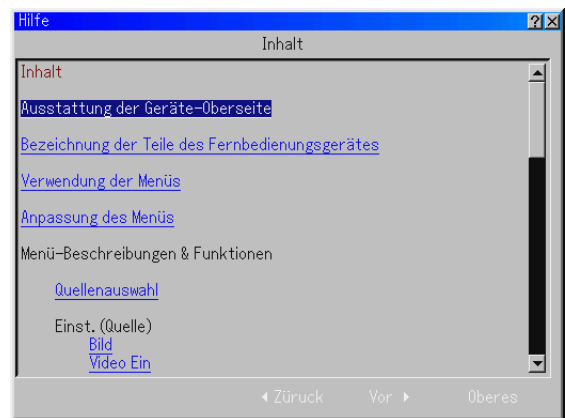 Hilfe
Inhalt
Inhalt
Ausstattung der Geräte-Oberseite
Bezeichnung der Teile des Fernbedienungsgerätes
Verwendung der Menüs
Anpassung des Menüs
Menü-Beschreibungen & Funktionen
Quellenauswahl
Einst. (Quelle)
Bild
Video Ein
Züruck Vor Oberes